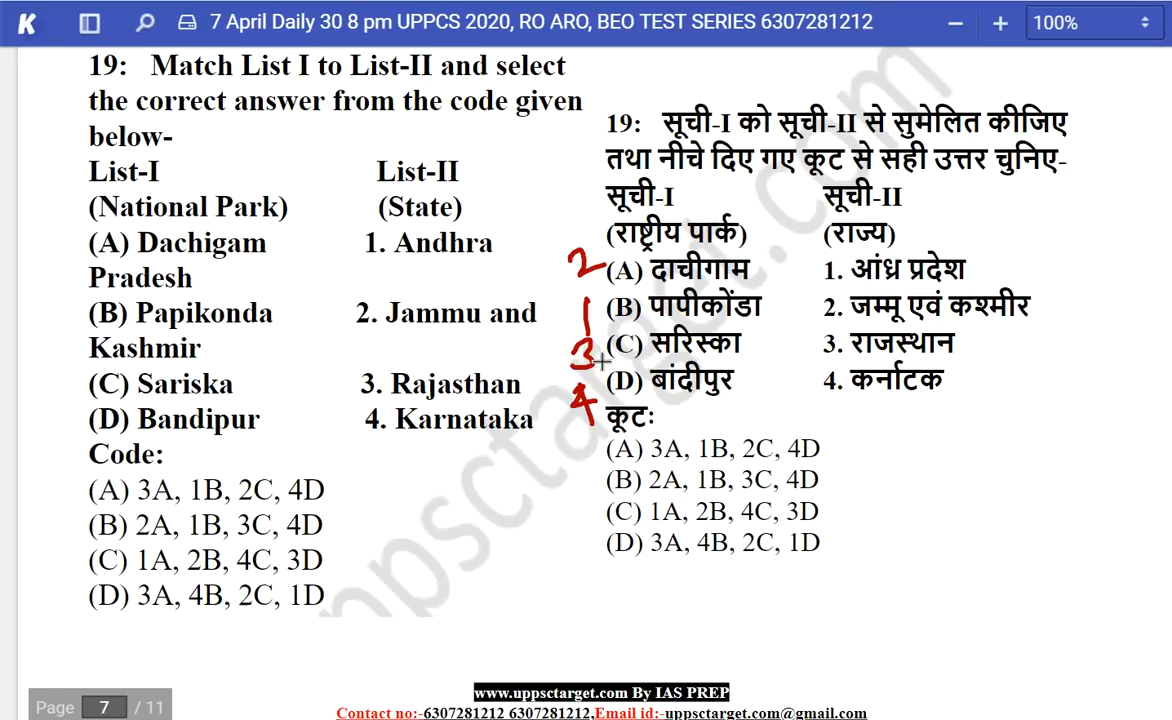 7 April Daily 30 8 pm UPPCS 2020, RO ARO, BEO TEST SERIES 6307281212
100%
19: Match List I to List-II and select
the correct answer from the code given
below-
List-I List-II
(National Park) (State)
(A) Dachigam 1. Andhra
Pradesh
(B) Papikonda 2. Jammu and
Kashmir
(C) Sariska 3. Rajasthan
(D) Bandipur 4. Karnataka
Code:
(A) 3A, 1B, 2C, 4D
(B) 2A, 1B, 3C, 4D
(C) 1A, 2B, 4C, 3D
(D) 3A, 4B, 2C, 1D
19: सूची-I को सूची-II से सुमेलित कीजिए
तथा नीचे दिए गए कूट से सही उत्तर चुनिए-
सूची-I सूची-II
(राष्ट्रीय पार्क) (राज्य)
2 (A) दाचीगाम 1. आंध्र प्रदेश
1 (B) पापीकोंडा 2. जम्मू एवं कश्मीर
3 (C) सरिस्का 3. राजस्थान
4 (D) बांदीपुर 4. कर्नाटक
कूटः
(A) 3A, 1B, 2C, 4D
(B) 2A, 1B, 3C, 4D
(C) 1A, 2B, 4C, 3D
(D) 3A, 4B, 2C, 1D
ppsctarget.com
Page 7 / 11
www.uppsctarget.com By IAS PREP
Contact no:-6307281212 6307281212,Email id:-uppsctarget.com@gmail.com